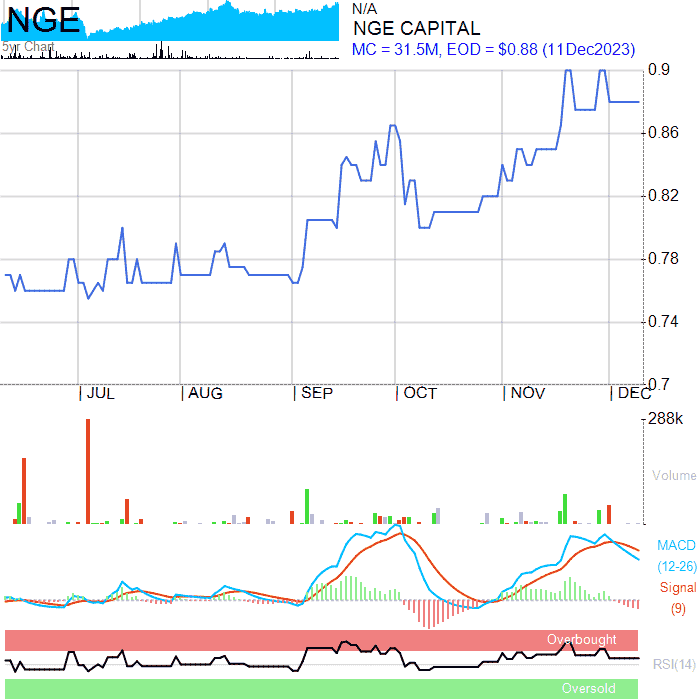 NGE
5yr Chart
N/A
NGE CAPITAL
MC = 31.5M, EOD = $0.88 (11Dec2023)
0.9
0.86
0.82
0.78
0.74
0.7
JUL AUG SEP OCT NOV DEC
288k
Volume
MACD
(12-26)
Signal
(9)
Overbought
RSI(14)
Oversold